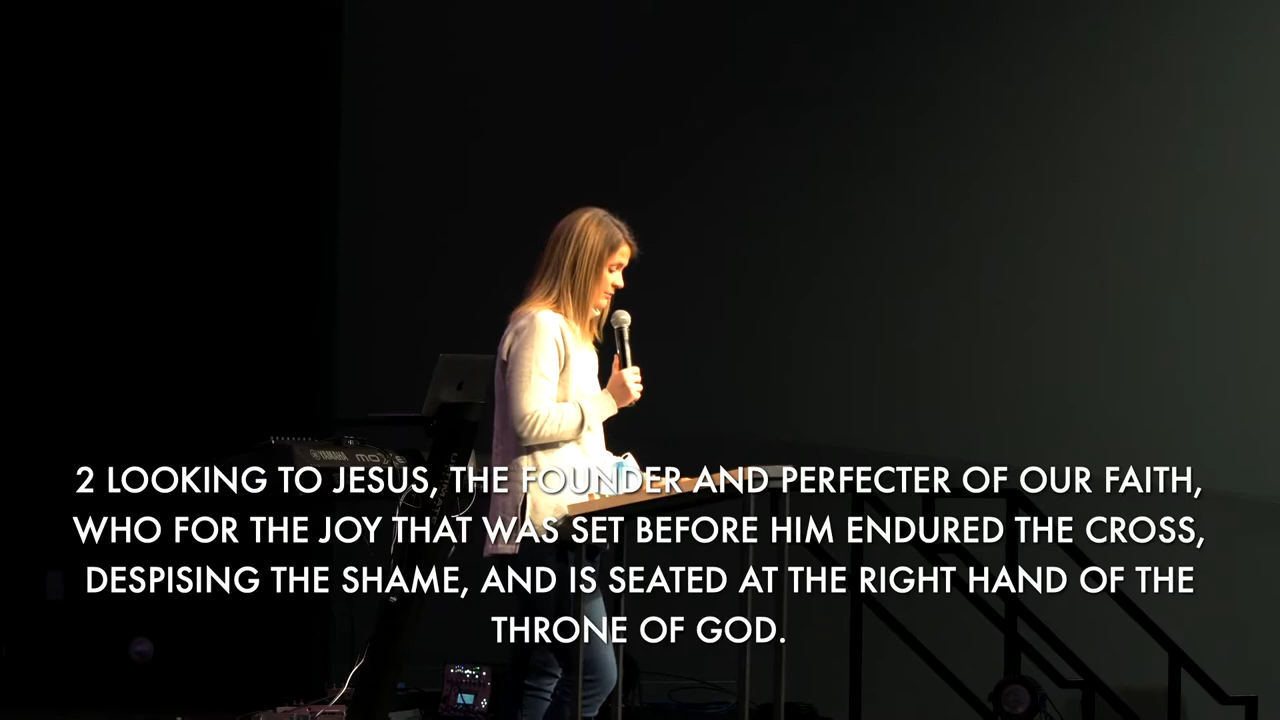 YAMAHA
2 LOOKING TO JESUS, THE FOUNDER AND PERFECTER OF OUR FAITH,
WHO FOR THE JOY THAT WAS SET BEFORE HIM ENDURED THE CROSS,
DESPISING THE SHAME, AND IS SEATED AT THE RIGHT HAND OF THE
THRONE OF GOD.